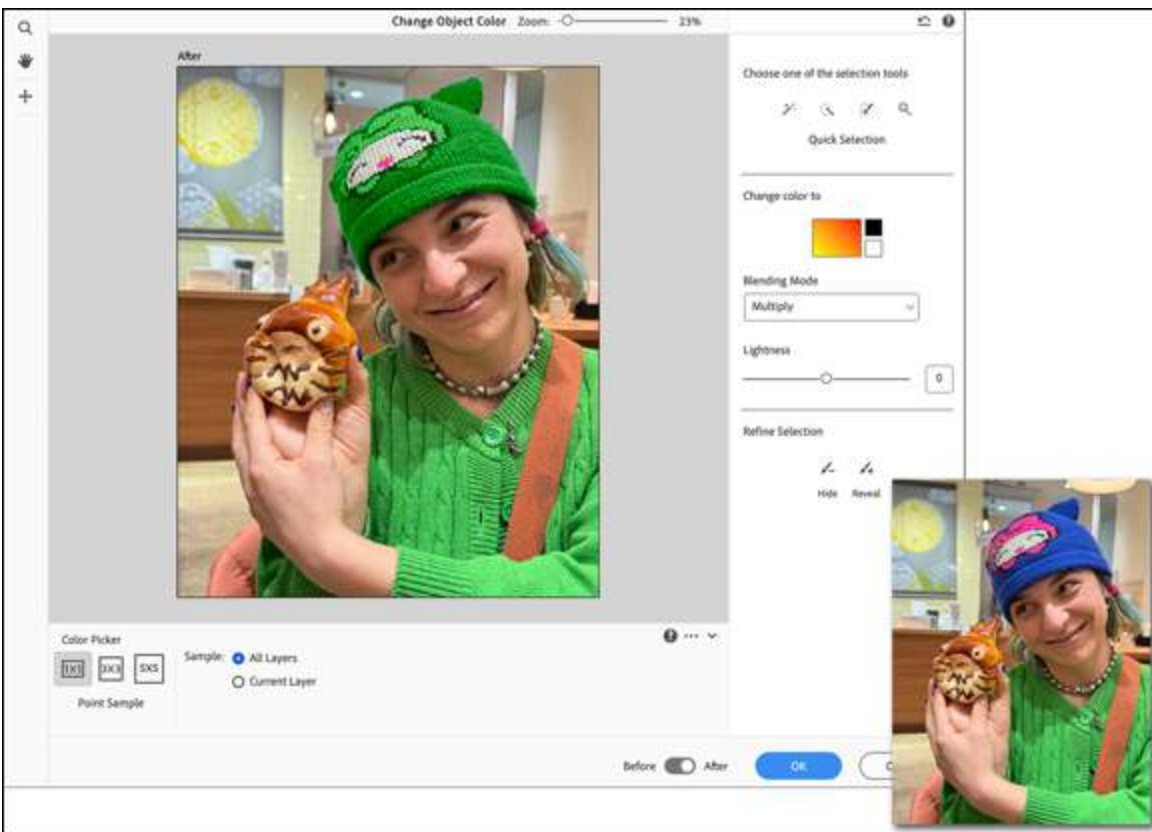 Change Object Color Zoom: 23%
After
Choose one of the selection tools
Quick Selection
Change color to
Blending Mode
Multiply
Lightness
0
Refine Selection
Hide Reveal
Color Picker
1X1 3X3 5X5
Point Sample
Sample: All Layers
Current Layer
Before After OK C